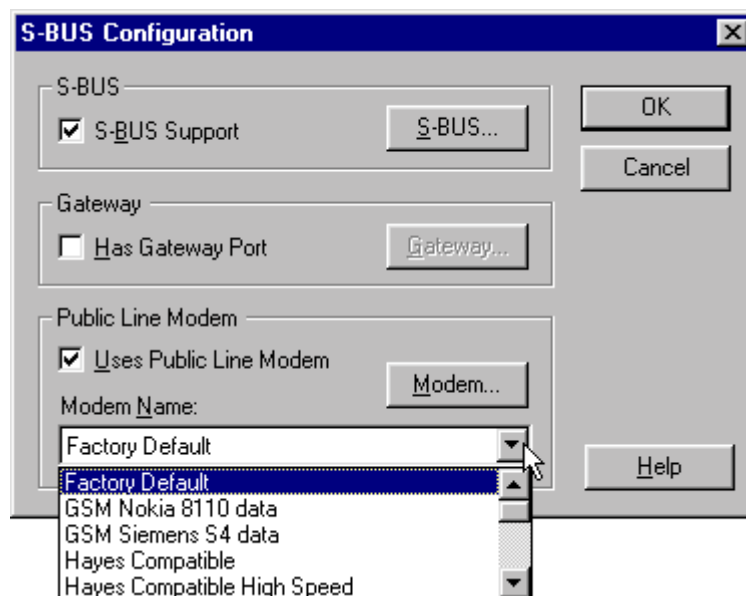 S-BUS Configuration
S-BUS
S-BUS Support
S-BUS...
OK
Cancel
Gateway
Has Gateway Port
Gateway...
Public Line Modem
Uses Public Line Modem
Modem...
Modem Name:
Factory Default
Help
Factory Default
GSM Nokia 8110 data
GSM Siemens S4 data
Hayes Compatible
Hayes Compatible High Speed